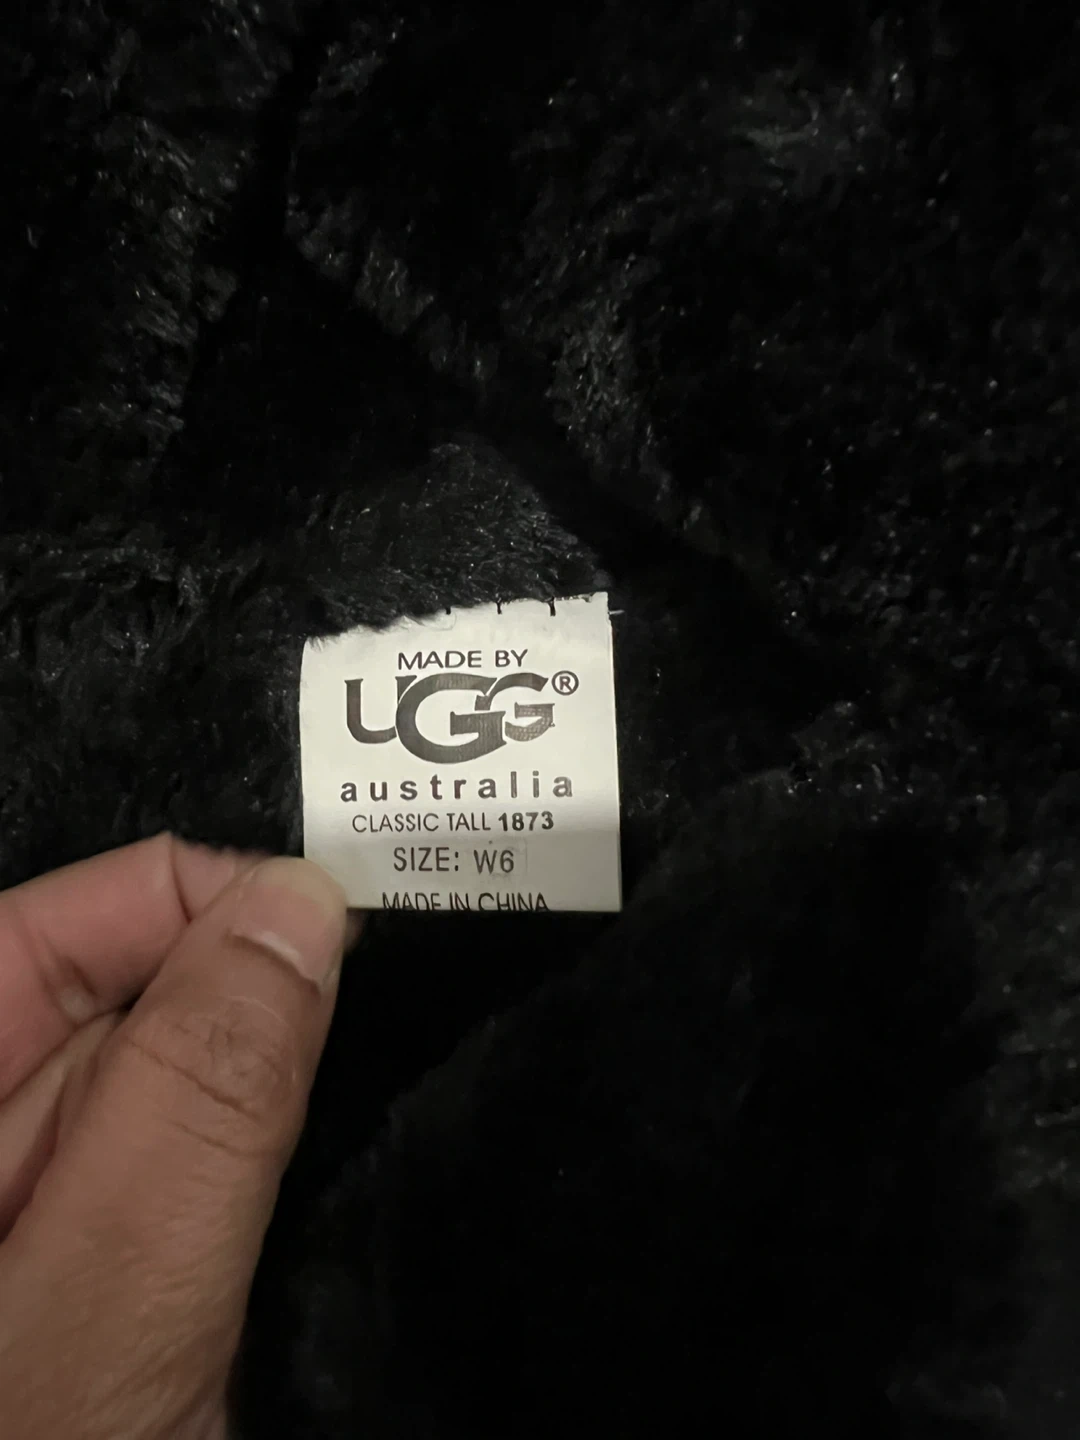 MADE BY
UGG®
australia
CLASSIC TALL 1873
SIZE: W6
MADE IN CHINA